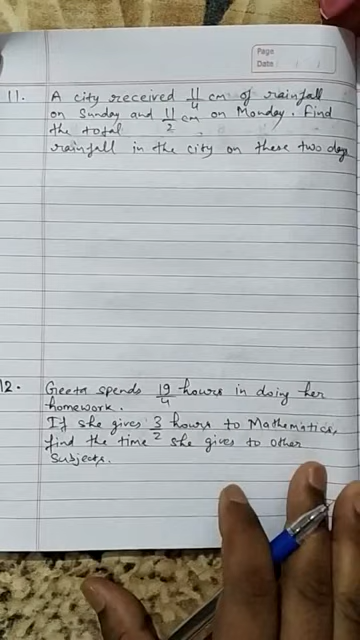 Page
Date: / /
11. A city received 11/4 cm of rainfall
on Sunday and 11/2 cm on Monday. Find
the total
rainfall in the city on these two days
12. Geeta spends 19/4 hours in doing her
homework.
If she gives 3/2 hours to Mathematics,
find the time she gives to other
subjects.